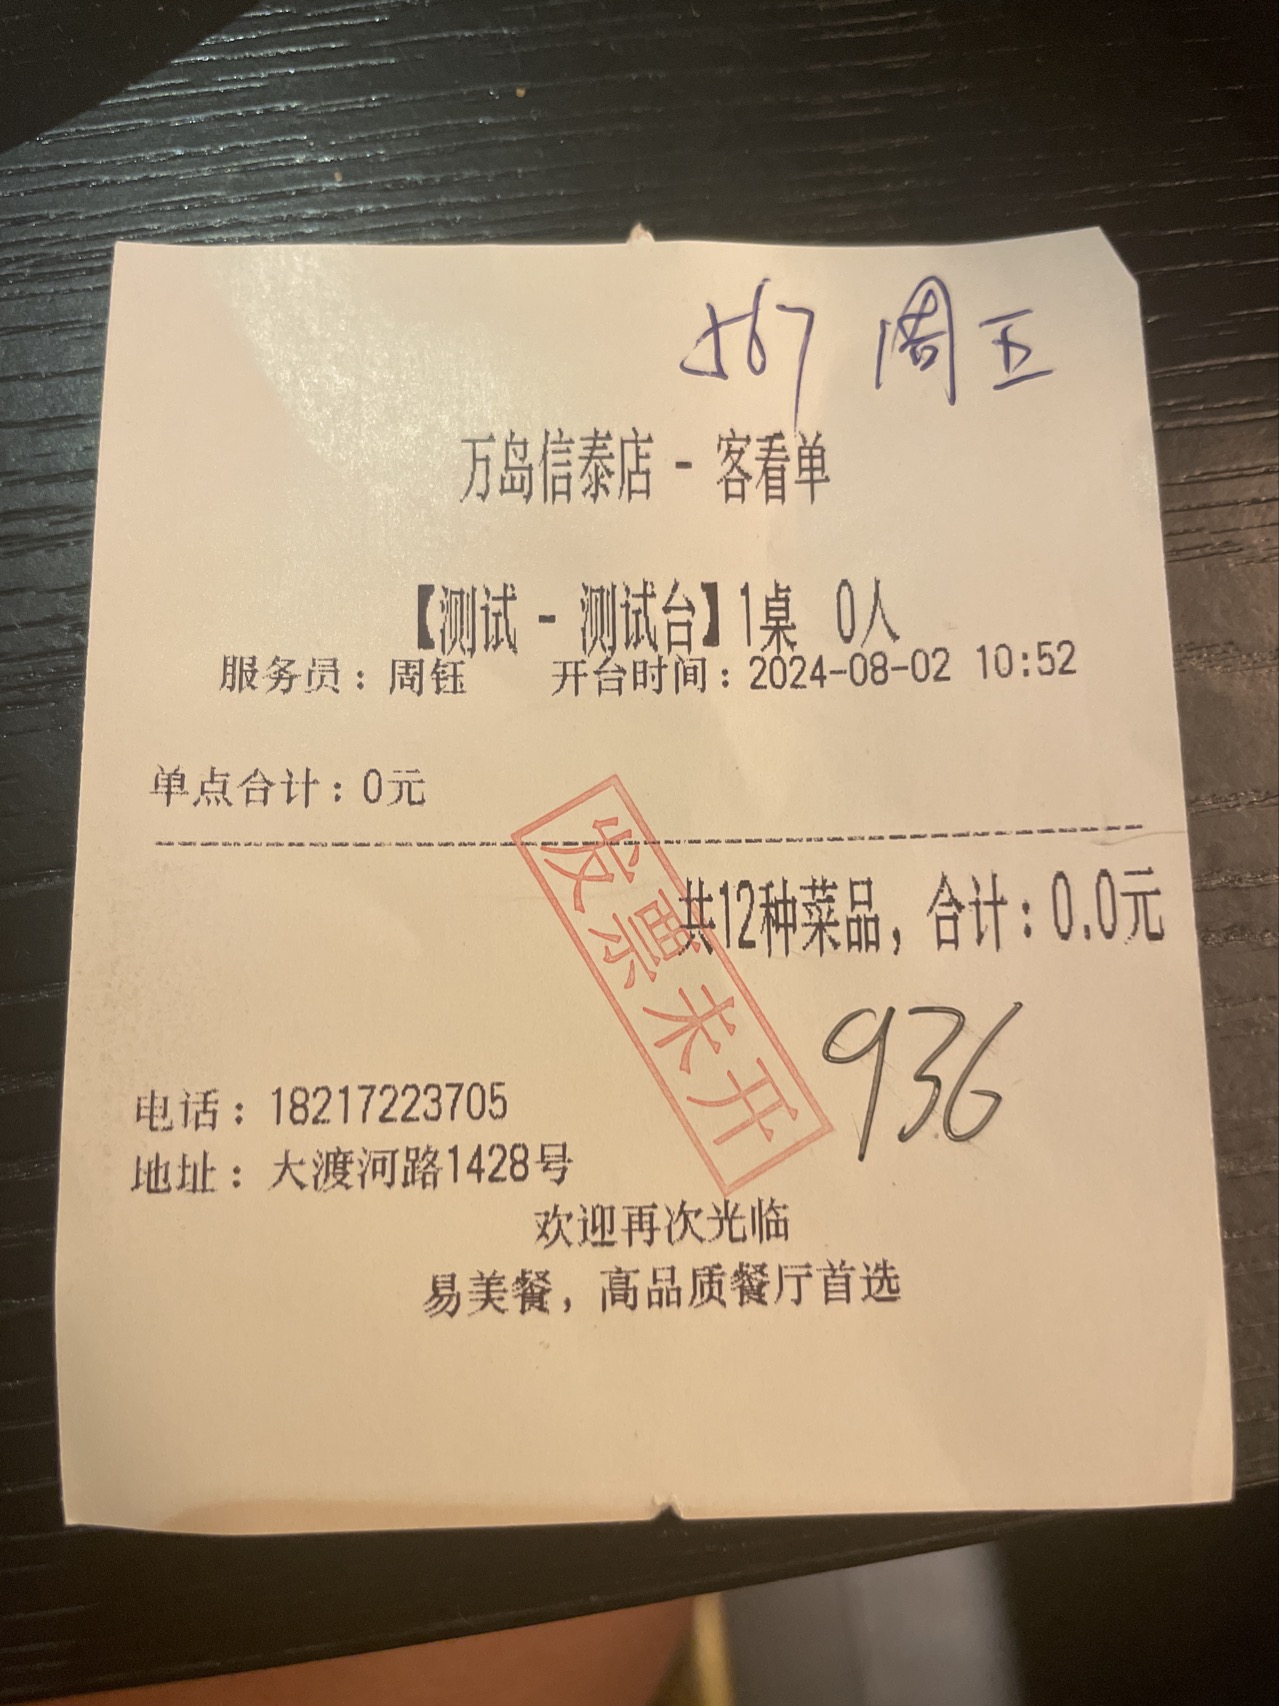 567 周五
万岛信泰店 - 客看单
【测试 - 测试台】1桌 0人
服务员：周钰 开台时间：2024-08-02 10:52
单点合计：0元
共12种菜品，合计：0.0元
发票未开
936
电话：18217223705
地址：大渡河路1428号
欢迎再次光临
易美餐，高品质餐厅首选